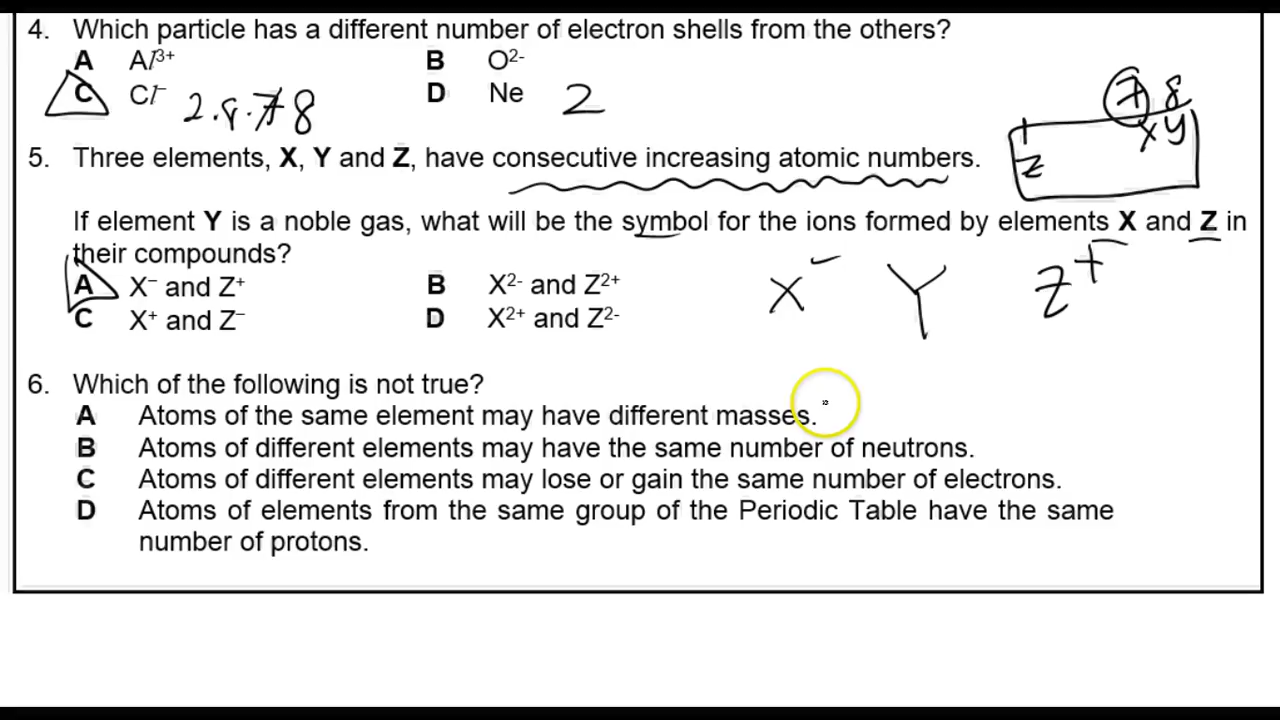 4. Which particle has a different number of electron shells from the others?
A Al³⁺ B O²⁻
C Cl⁻ 2.8.7 8 D Ne 2
7 8
X Y
Z
5. Three elements, X, Y and Z, have consecutive increasing atomic numbers.
If element Y is a noble gas, what will be the symbol for the ions formed by elements X and Z in
their compounds?
A X⁻ and Z⁺ B X²⁻ and Z²⁺
C X⁺ and Z⁻ D X²⁺ and Z²⁻
X⁻ Y Z⁺
6. Which of the following is not true?
A Atoms of the same element may have different masses.
B Atoms of different elements may have the same number of neutrons.
C Atoms of different elements may lose or gain the same number of electrons.
D Atoms of elements from the same group of the Periodic Table have the same
number of protons.